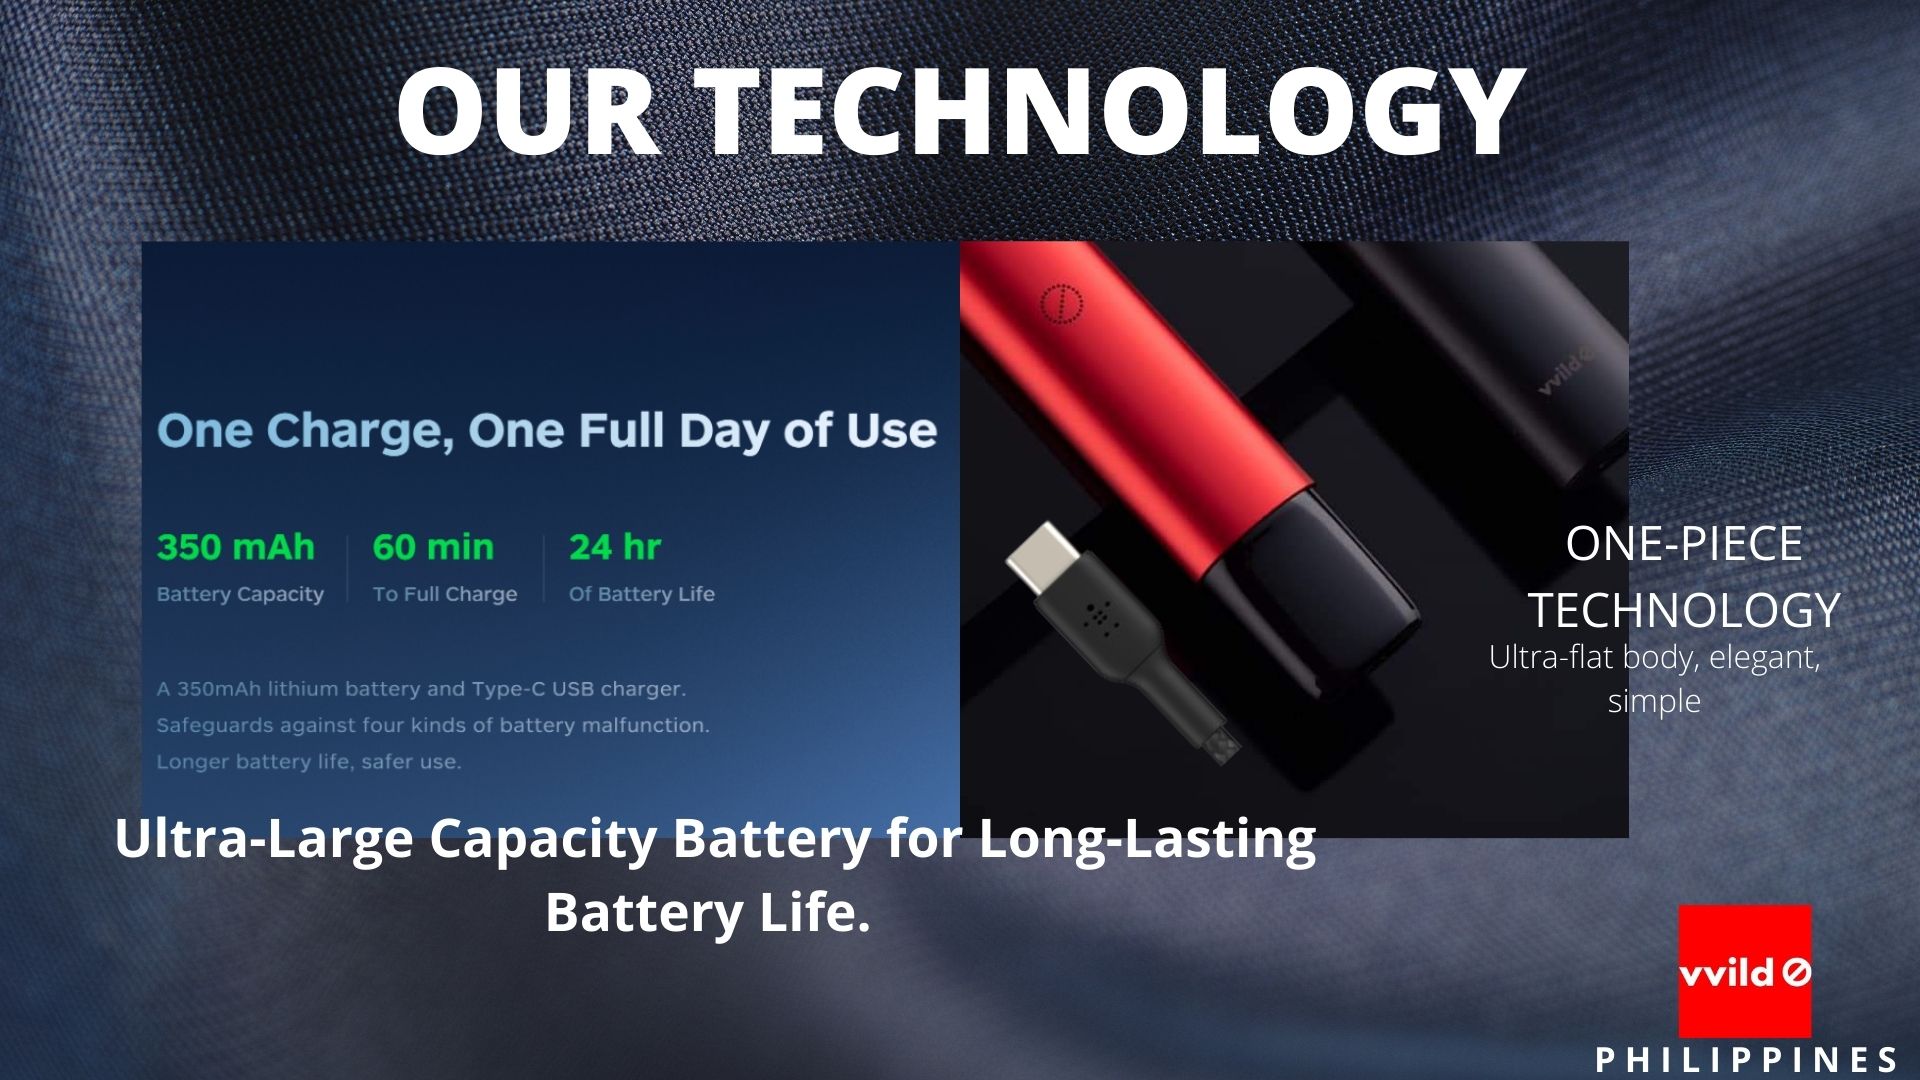 OUR TECHNOLOGY
One Charge, One Full Day of Use
350 mAh
Battery Capacity
60 min
To Full Charge
24 hr
Of Battery Life
A 350mAh lithium battery and Type-C USB charger.
Safeguards against four kinds of battery malfunction.
Longer battery life, safer use.
vvild
ONE-PIECE
TECHNOLOGY
Ultra-flat body, elegant,
simple
Ultra-Large Capacity Battery for Long-Lasting
Battery Life.
vvild
PHILIPPINES